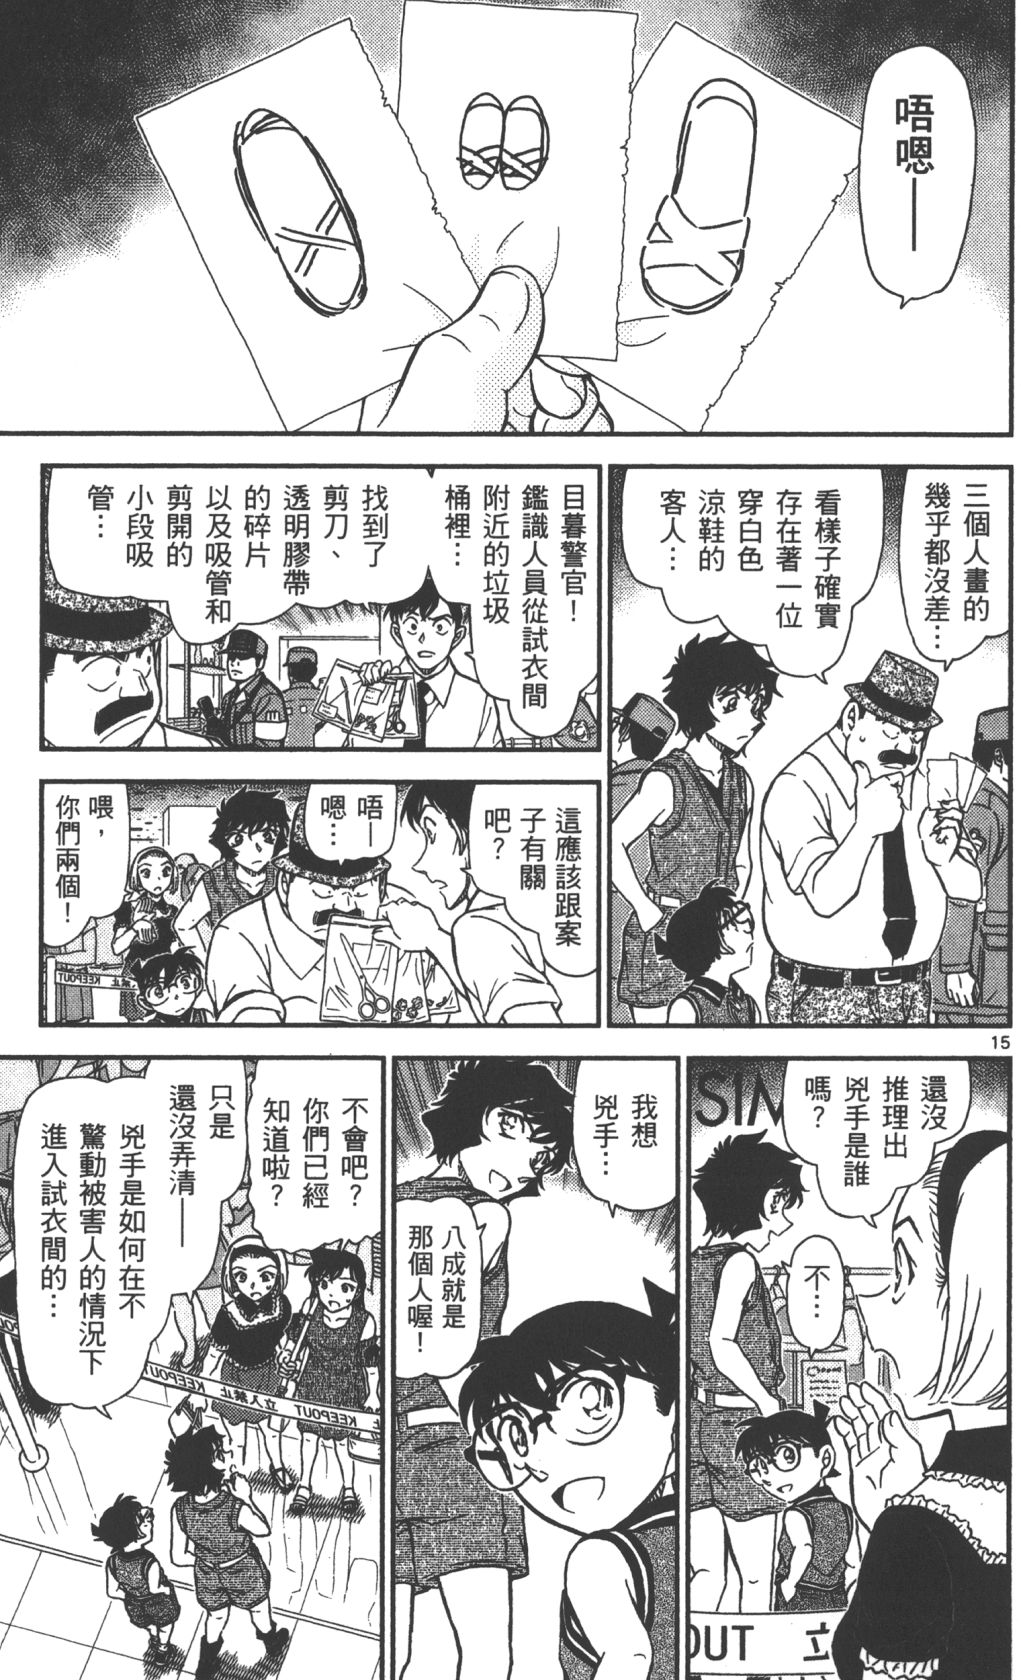 唔嗯——
三個人畫的
幾乎都沒差…
看樣子確實
存在著一位
穿白色
涼鞋的
客人…
目暮警官！
鑑識人員從試衣間
附近的垃圾
桶裡…
找到了
剪刀、
透明膠帶
的碎片
以及吸管和
剪開的
小段吸
管…
這應該跟案
子有關
吧？
唔—
嗯…
喂，
你們兩個！
KEEPOUT
15
還沒
推理出
兇手是誰
嗎？
不…
SIM
OUT 立
我想
兇手…
八成就是
那個人喔！
不會吧？
你們已經
知道啦？
只是
還沒弄清——
兇手是如何在不
驚動被害人的情況下
進入試衣間的…
KEEPOUT 立入禁止 KEEPOUT